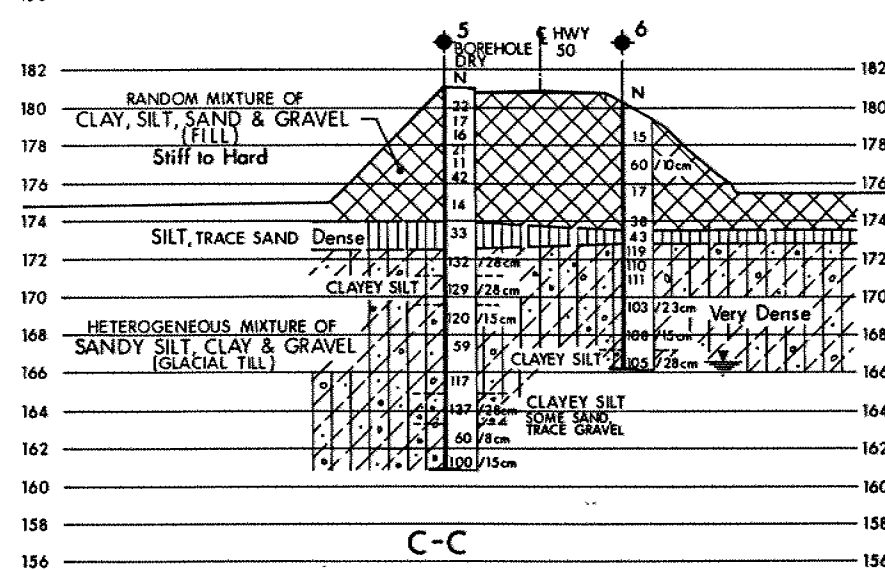 5
BOREHOLE
DRY
℄ HWY
50
6
182
182
N
N
180
180
RANDOM MIXTURE OF
CLAY, SILT, SAND & GRAVEL
(FILL)
Stiff to Hard
22
17
16
21
11
42
14
33
132 /28cm
129 /28cm
120 /15cm
59
117
137 /28cm
60 /8cm
100 /15cm
15
60 /10cm
17
38
43
119
110
111
103 /23cm
108 /15cm
105 /28cm
178
178
176
176
174
174
SILT, TRACE SAND Dense
172
172
CLAYEY SILT
170
170
Very Dense
HETEROGENEOUS MIXTURE OF
SANDY SILT, CLAY & GRAVEL
(GLACIAL TILL)
168
168
CLAYEY SILT
166
166
CLAYEY SILT
SOME SAND,
TRACE GRAVEL
164
164
162
162
160
160
158
158
C-C
156
156